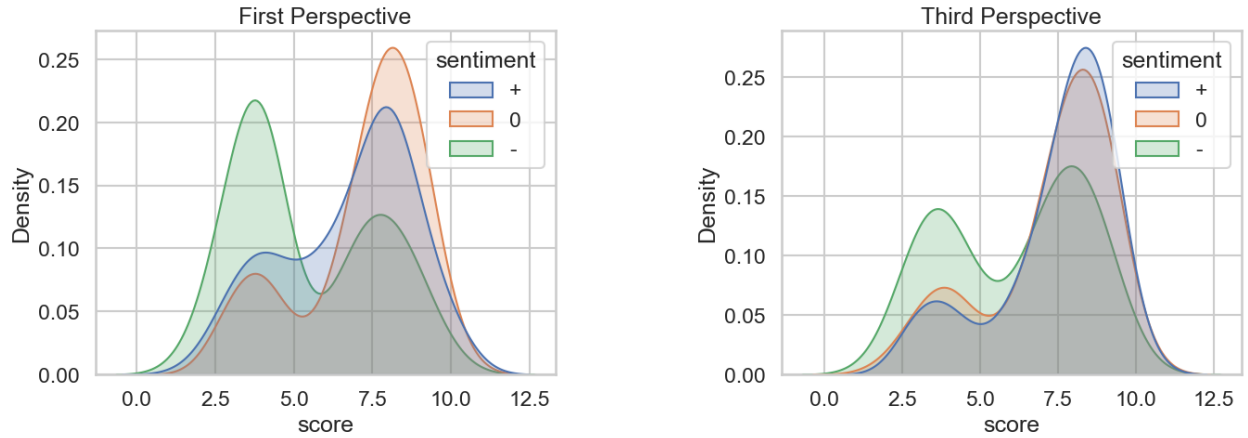 First Perspective
sentiment
+
0
-
0.25
0.20
0.15
0.10
0.05
0.00
Density
0.0 2.5 5.0 7.5 10.0 12.5
score
Third Perspective
sentiment
+
0
-
0.25
0.20
0.15
0.10
0.05
0.00
Density
0.0 2.5 5.0 7.5 10.0 12.5
score